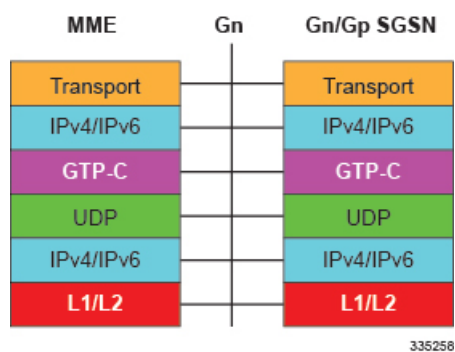 MME Gn Gn/Gp SGSN
Transport Transport
IPv4/IPv6 IPv4/IPv6
GTP-C GTP-C
UDP UDP
IPv4/IPv6 IPv4/IPv6
L1/L2 L1/L2
335258